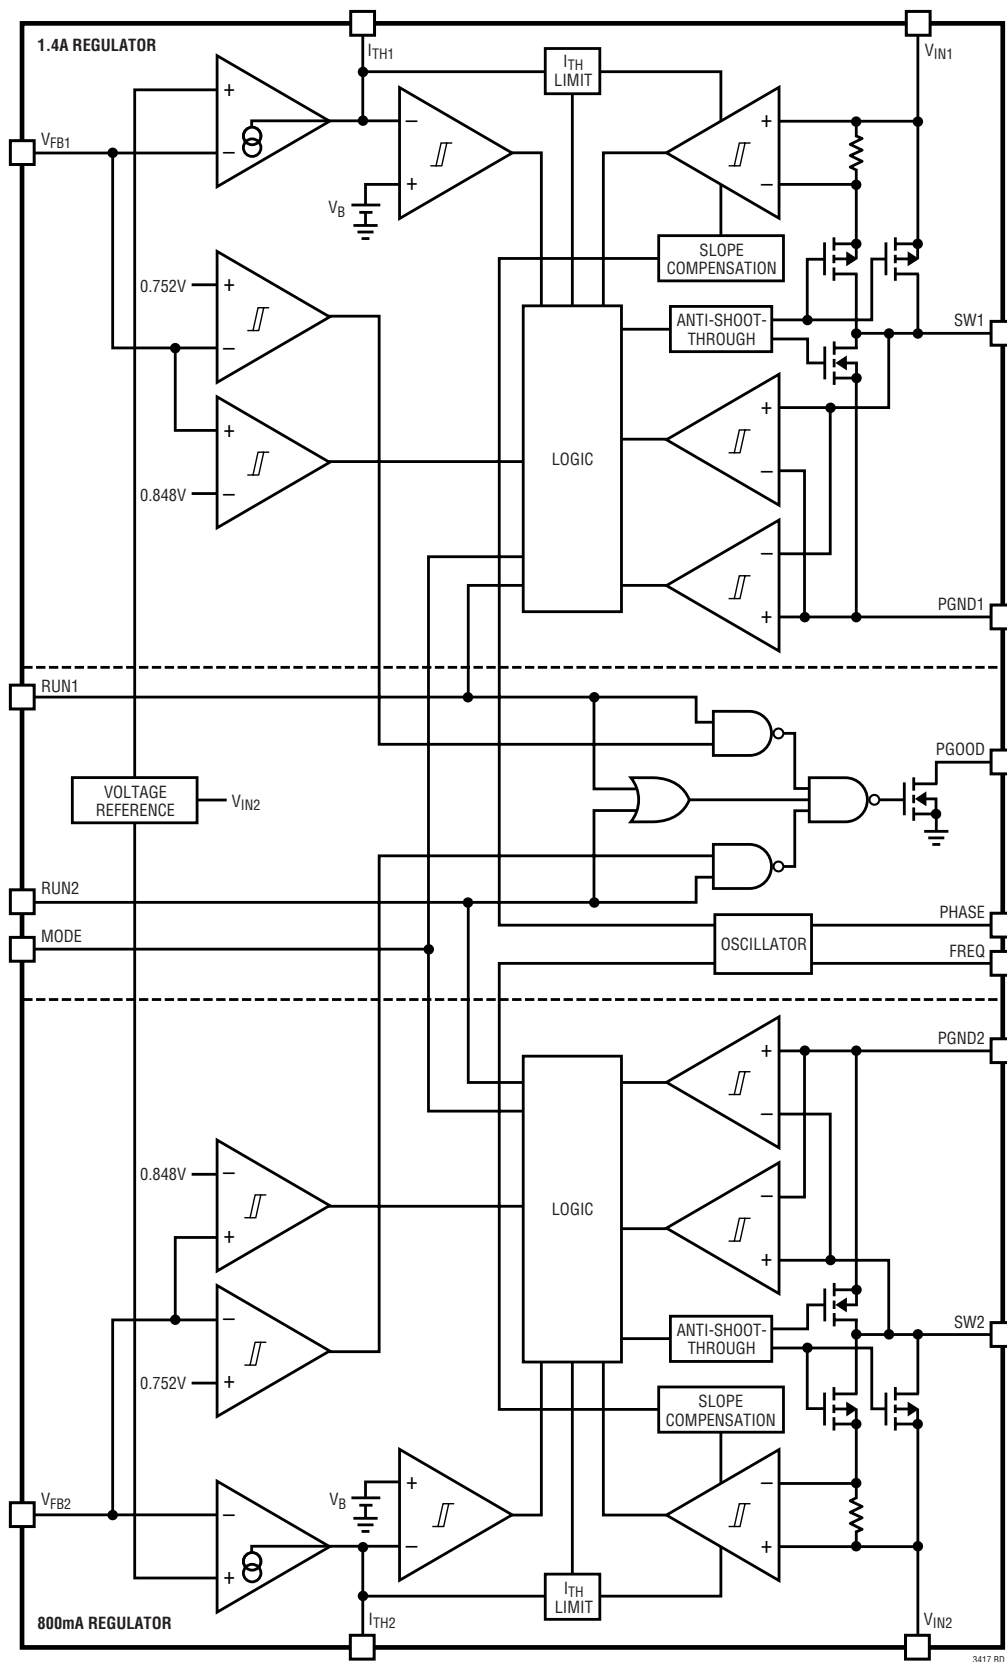 1.4A REGULATOR
ITH1
ITH
LIMIT
VIN1
+
−
VFB1
−
+
VB
+
−
SLOPE
COMPENSATION
0.752V
+
−
ANTI-SHOOT-
THROUGH
SW1
+
−
0.848V
LOGIC
+
−
−
+
PGND1
RUN1
PGOOD
VOLTAGE
REFERENCE
VIN2
RUN2
MODE
OSCILLATOR
PHASE
FREQ
PGND2
+
−
0.848V
−
+
LOGIC
−
+
−
+
0.752V
ANTI-SHOOT-
THROUGH
SW2
SLOPE
COMPENSATION
VFB2
−
+
VB
+
−
−
+
ITH
LIMIT
800mA REGULATOR
ITH2
VIN2
3417 BD